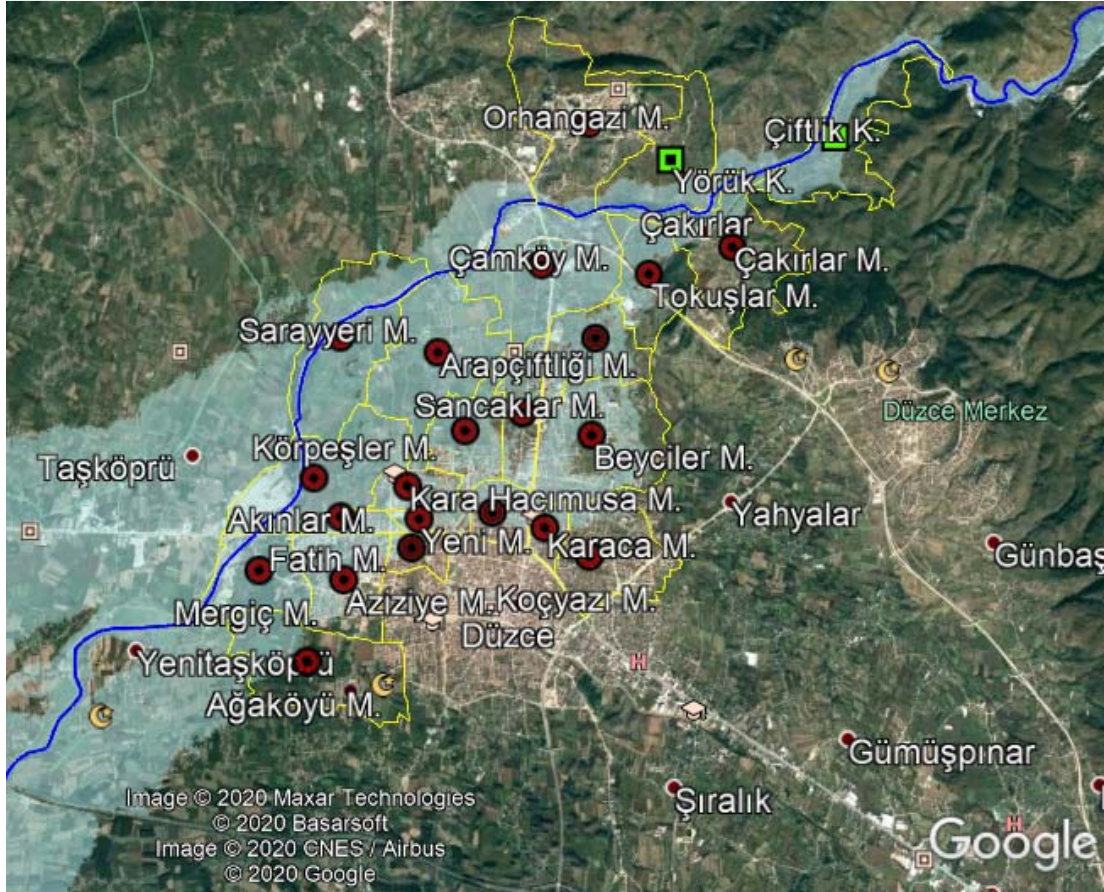 Orhangazi M.
Çiftlik K.
Yörük K.
Çakırlar
Çamköy M.
Çakırlar M.
Tokuşlar M.
Sarayyeri M.
Arapçiftliği M.
Sancaklar M.
Düzce Merkez
Körpeşler M.
Beyciler M.
Taşköprü
Kara Hacımusa M.
Akınlar M.
Yahyalar
Yeni M.
Karaca M.
Günbaş
Fatih M.
Aziziye M.
Koçyazı M.
Mergiç M.
Düzce
Yenitaşköprü
H
Ağaköyü M.
Gümüşpınar
Şıralık
Image © 2020 Maxar Technologies
© 2020 Basarsoft
Image © 2020 CNES / Airbus
© 2020 Google
H
Google